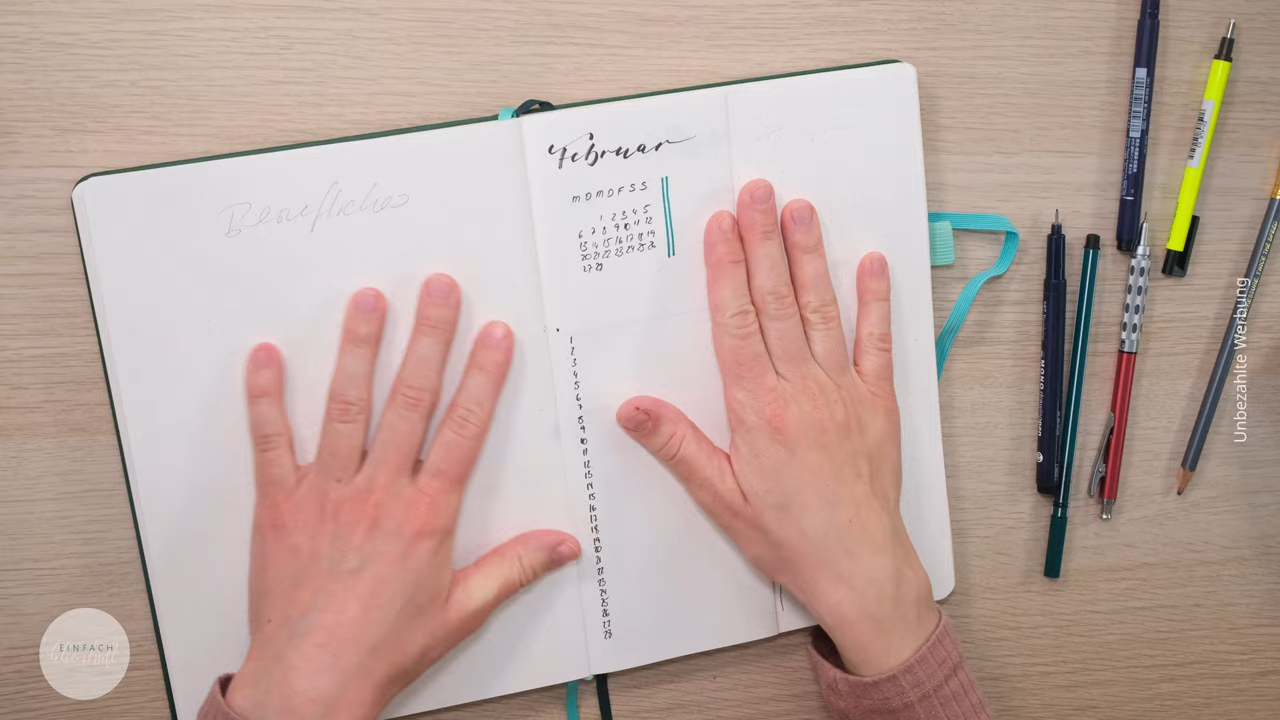 Berufliches
Februar
M D M D F S S
1 2 3 4 5
6 7 8 9 10 11 12
13 14 15 16 17 18 19
20 21 22 23 24 25 26
27 28
1
2
3
4
5
6
7
8
9
10
11
12
13
14
15
16
17
18
19
20
21
22
23
24
25
26
27
28
MONO
Unbezahlte Werbung
EINFACH